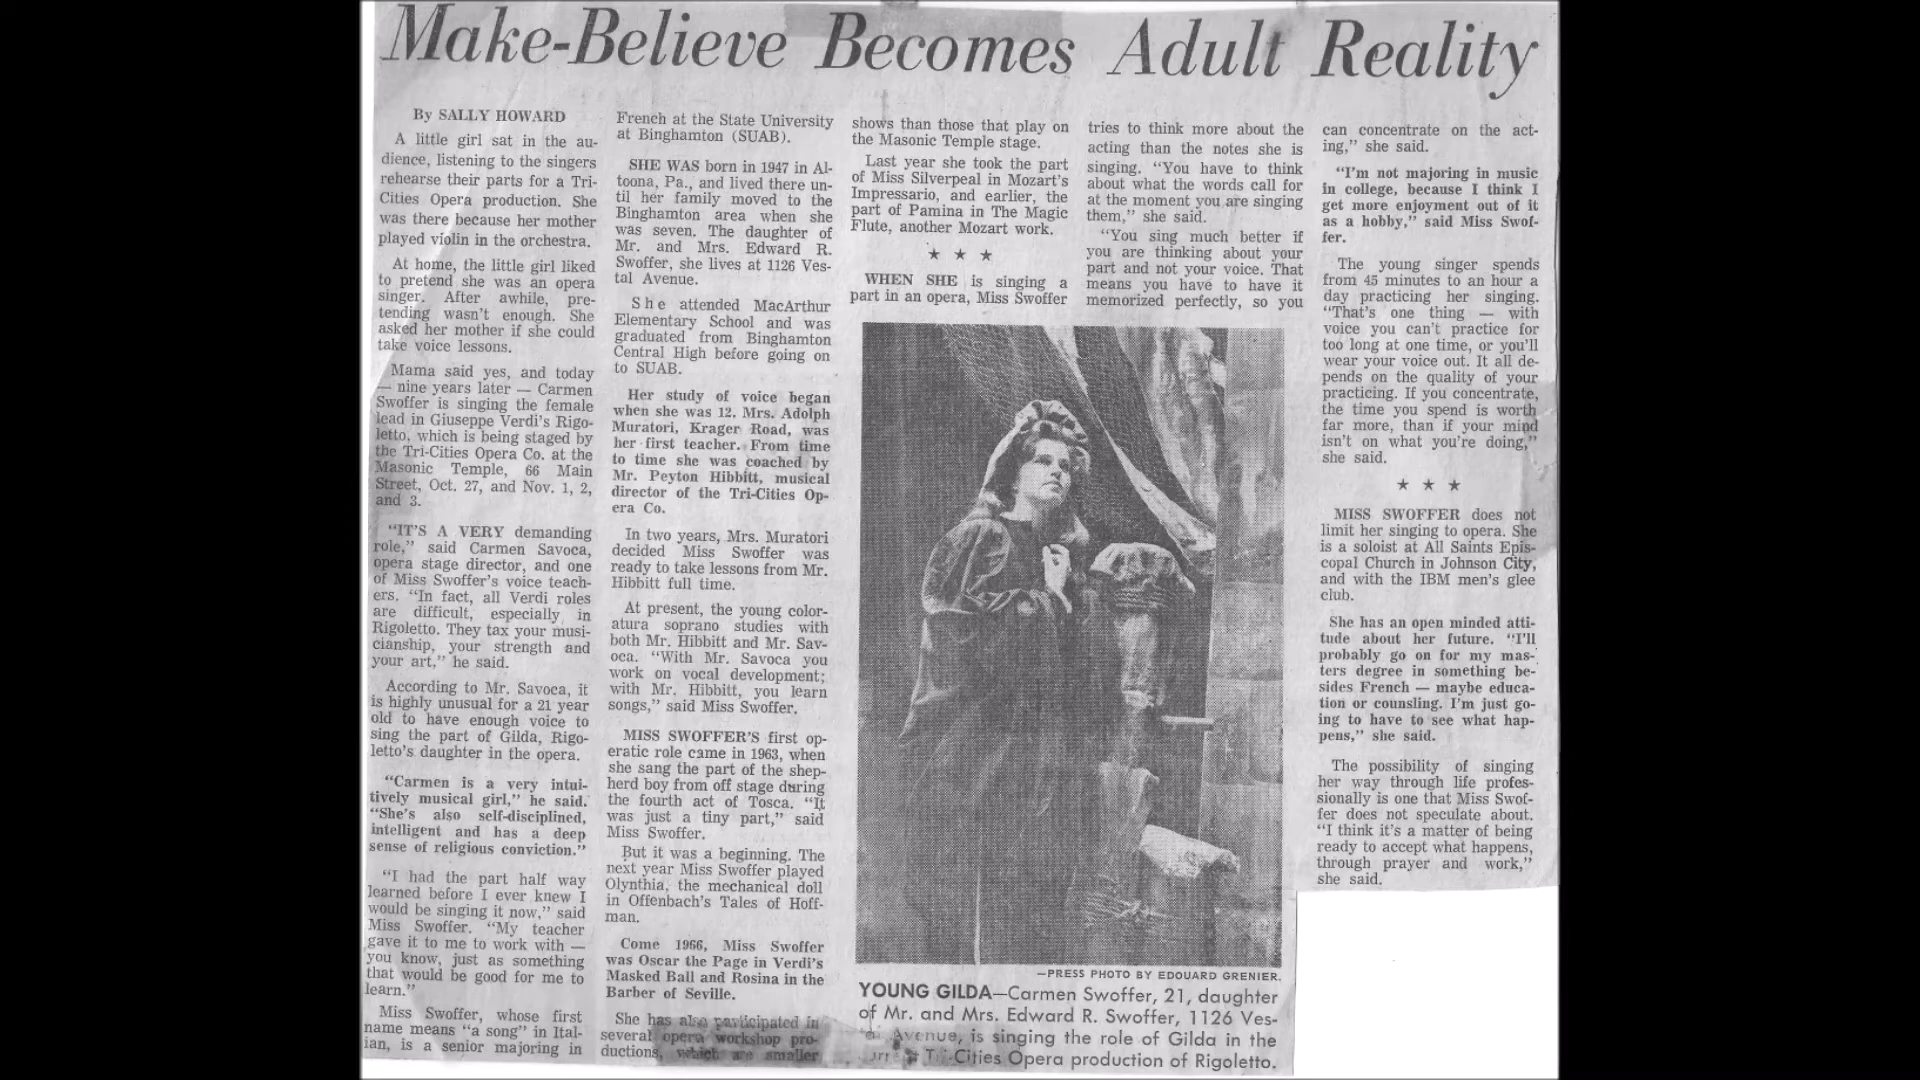 Make-Believe Becomes Adult Reality
By SALLY HOWARD
A little girl sat in the au-
dience, listening to the singers
rehearse their parts for a Tri-
Cities Opera production. She
was there because her mother
played violin in the orchestra.
At home, the little girl liked
to pretend she was an opera
singer. After awhile, pre-
tending wasn't enough. She
asked her mother if she could
take voice lessons.
Mama said yes, and today
— nine years later — Carmen
Swoffer is singing the female
lead in Giuseppe Verdi's Rigo-
letto, which is being staged by
the Tri-Cities Opera Co. at the
Masonic Temple, 66 Main
Street, Oct. 27, and Nov. 1, 2,
and 3.
"IT'S A VERY demanding
role," said Carmen Savoca,
opera stage director, and one
of Miss Swoffer's voice teach-
ers. "In fact, all Verdi roles
are difficult, especially in
Rigoletto. They tax your musi-
cianship, your strength and
your art," he said.
According to Mr. Savoca, it
is highly unusual for a 21 year
old to have enough voice to
sing the part of Gilda, Rigo-
letto's daughter in the opera.
"Carmen is a very intui-
tively musical girl," he said.
"She's also self-disciplined,
intelligent and has a deep
sense of religious conviction."
"I had the part half way
learned before I ever knew I
would be singing it now," said
Miss Swoffer. "My teacher
gave it to me to work with —
you know, just as something
that would be good for me to
learn."
Miss Swoffer, whose first
name means "a song" in Ital-
ian, is a senior majoring in
French at the State University
at Binghamton (SUAB).
SHE WAS born in 1947 in Al-
toona, Pa., and lived there un-
til her family moved to the
Binghamton area when she
was seven. The daughter of
Mr. and Mrs. Edward R.
Swoffer, she lives at 1126 Ves-
tal Avenue.
She attended MacArthur
Elementary School and was
graduated from Binghamton
Central High before going on
to SUAB.
Her study of voice began
when she was 12. Mrs. Adolph
Muratori, Krager Road, was
her first teacher. From time
to time she was coached by
Mr. Peyton Hibbitt, musical
director of the Tri-Cities Op-
era Co.
In two years, Mrs. Muratori
decided Miss Swoffer was
ready to take lessons from Mr.
Hibbitt full time.
At present, the young color-
atura soprano studies with
both Mr. Hibbitt and Mr. Sav-
oca. "With Mr. Savoca you
work on vocal development;
with Mr. Hibbitt, you learn
songs," said Miss Swoffer.
MISS SWOFFER'S first op-
eratic role came in 1963, when
she sang the part of the shep-
herd boy from off stage during
the fourth act of Tosca. "It
was just a tiny part," said
Miss Swoffer.
But it was a beginning. The
next year Miss Swoffer played
Olynthia, the mechanical doll
in Offenbach's Tales of Hoff-
man.
Come 1966, Miss Swoffer
was Oscar the Page in Verdi's
Masked Ball and Rosina in the
Barber of Seville.
She has also participated in
several opera workshop pro-
ductions, which are smaller
shows than those that play on
the Masonic Temple stage.
Last year she took the part
of Miss Silverpeal in Mozart's
Impressario, and earlier, the
part of Pamina in The Magic
Flute, another Mozart work.
★ ★ ★
WHEN SHE is singing a
part in an opera, Miss Swoffer
tries to think more about the
acting than the notes she is
singing. "You have to think
about what the words call for
at the moment you are singing
them," she said.
"You sing much better if
you are thinking about your
part and not your voice. That
means you have to have it
memorized perfectly, so you
can concentrate on the act-
ing," she said.
"I'm not majoring in music
in college, because I think I
get more enjoyment out of it
as a hobby," said Miss Swof-
fer.
The young singer spends
from 45 minutes to an hour a
day practicing her singing.
"That's one thing — with
voice you can't practice for
too long at one time, or you'll
wear your voice out. It all de-
pends on the quality of your
practicing. If you concentrate,
the time you spend is worth
far more, than if your mind
isn't on what you're doing,"
she said.
★ ★ ★
MISS SWOFFER does not
limit her singing to opera. She
is a soloist at All Saints Epis-
copal Church in Johnson City,
and with the IBM men's glee
club.
She has an open minded atti-
tude about her future. "I'll
probably go on for my mas-
ters degree in something be-
sides French — maybe educa-
tion or counsling. I'm just go-
ing to have to see what hap-
pens," she said.
The possibility of singing
her way through life profes-
sionally is one that Miss Swof-
fer does not speculate about.
"I think it's a matter of being
ready to accept what happens,
through prayer and work,"
she said.
—PRESS PHOTO BY EDOUARD GRENIER.
YOUNG GILDA—Carmen Swoffer, 21, daughter
of Mr. and Mrs. Edward R. Swoffer, 1126 Ves-
Avenue, is singing the role of Gilda in the
Cities Opera production of Rigoletto.